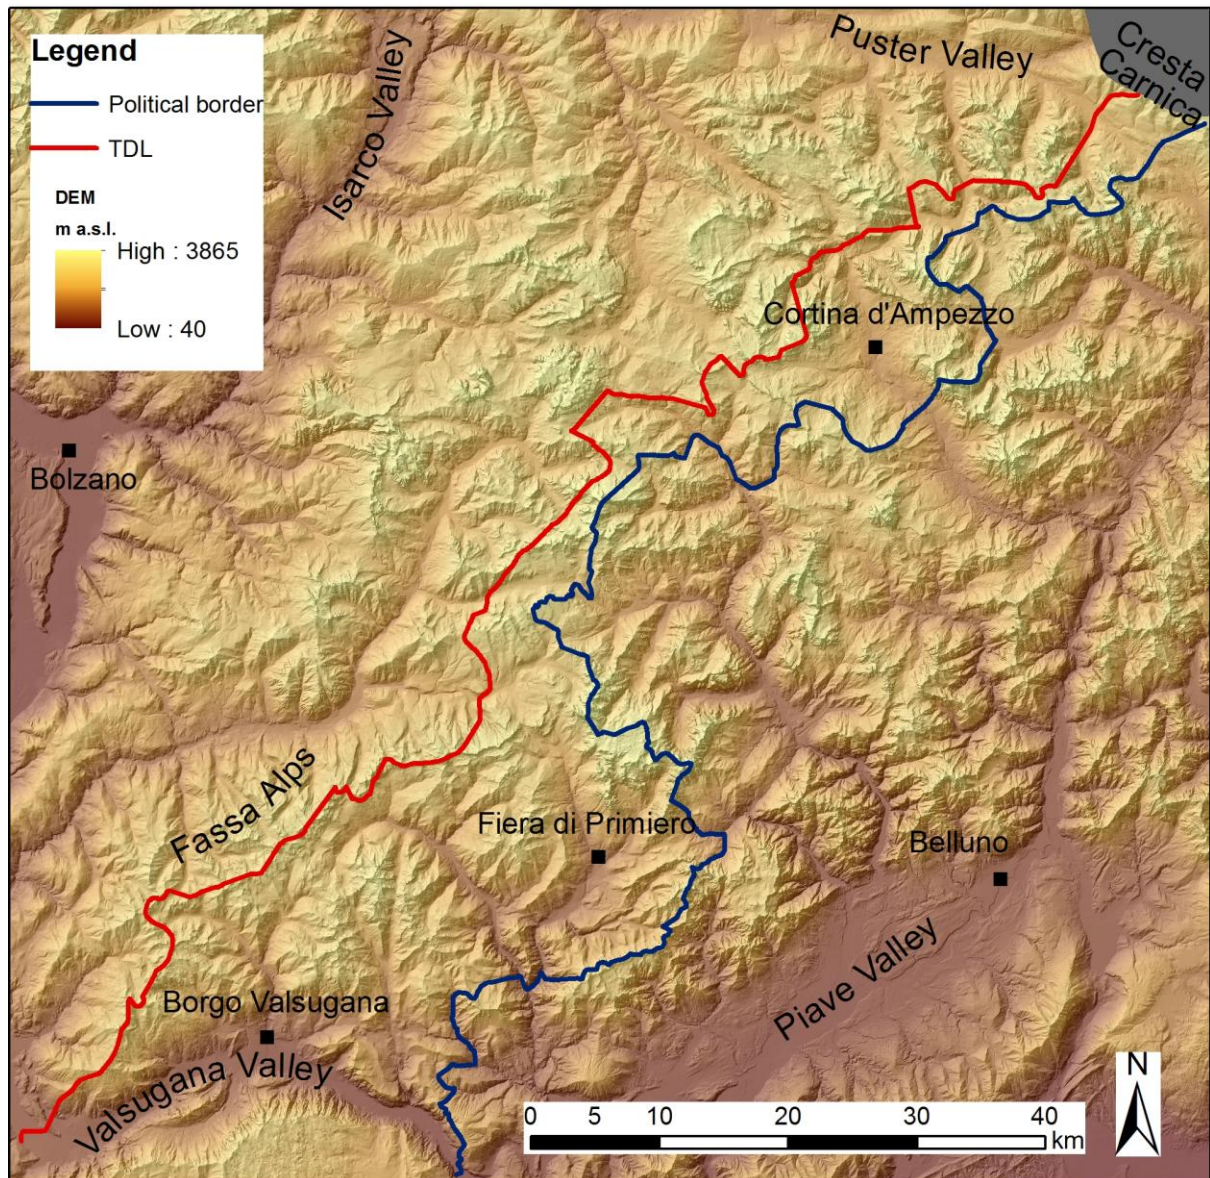 Legend
Political border
TDL
DEM
m a.s.l.
High : 3865
Low : 40
Isarco Valley
Puster Valley
Cresta
Carnica
Cortina d'Ampezzo
Bolzano
Fassa Alps
Fiera di Primiero
Belluno
Piave Valley
Borgo Valsugana
Valsugana Valley
N
0 5 10 20 30 40
km